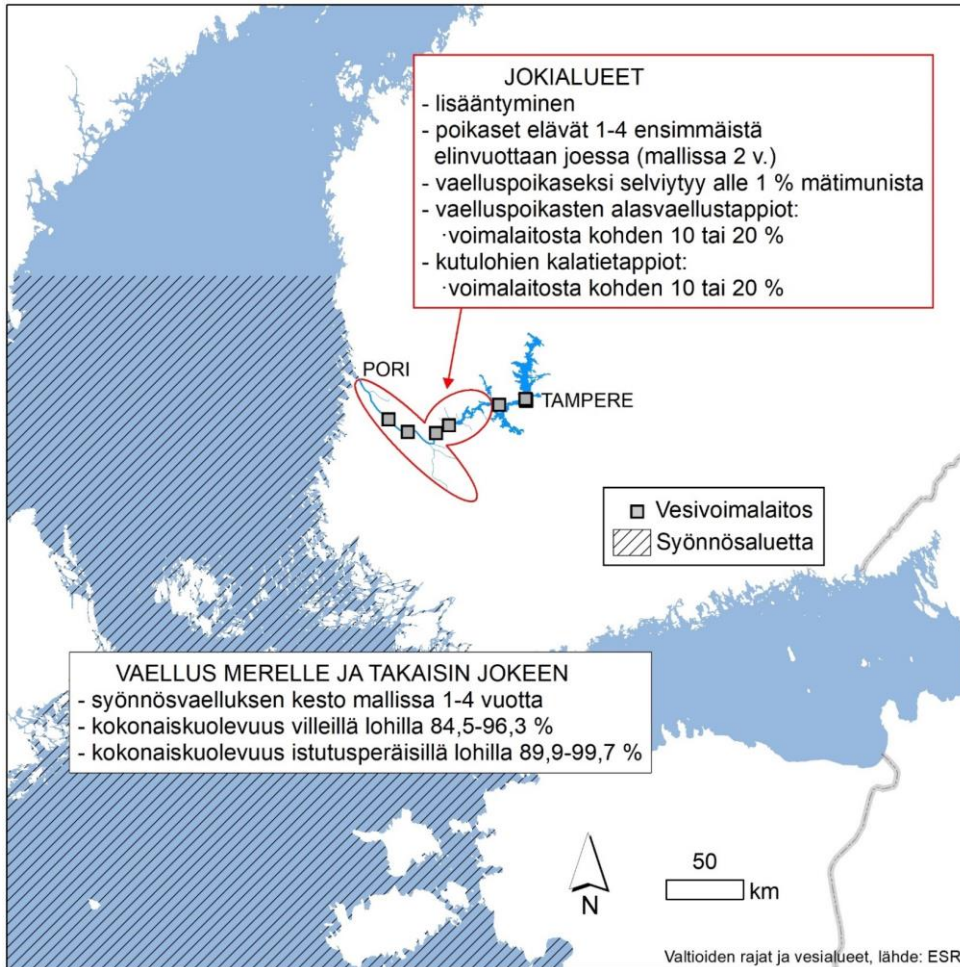 JOKIALUEET
- lisääntyminen
- poikaset elävät 1-4 ensimmäistä
elinvuottaan joessa (mallissa 2 v.)
- vaelluspoikaseksi selviytyy alle 1 % mätimunista
- vaelluspoikasten alasvaellustappiot:
·voimalaitosta kohden 10 tai 20 %
- kutulohien kalatietappiot:
·voimalaitosta kohden 10 tai 20 %
PORI
TAMPERE
Vesivoimalaitos
Syönnösaluetta
VAELLUS MERELLE JA TAKAISIN JOKEEN
- syönnösvaelluksen kesto mallissa 1-4 vuotta
- kokonaiskuolevuus villeillä lohilla 84,5-96,3 %
- kokonaiskuolevuus istutusperäisillä lohilla 89,9-99,7 %
50
km
N
Valtioiden rajat ja vesialueet, lähde: ESR